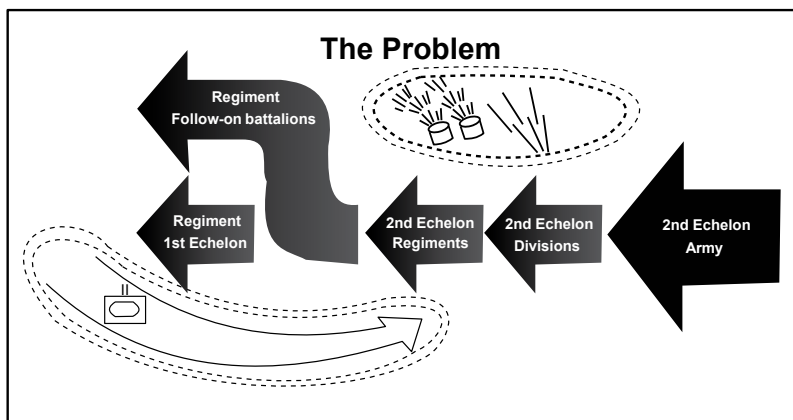 The Problem
Regiment
Follow-on battalions
Regiment
1st Echelon
2nd Echelon
Regiments
2nd Echelon
Divisions
2nd Echelon
Army